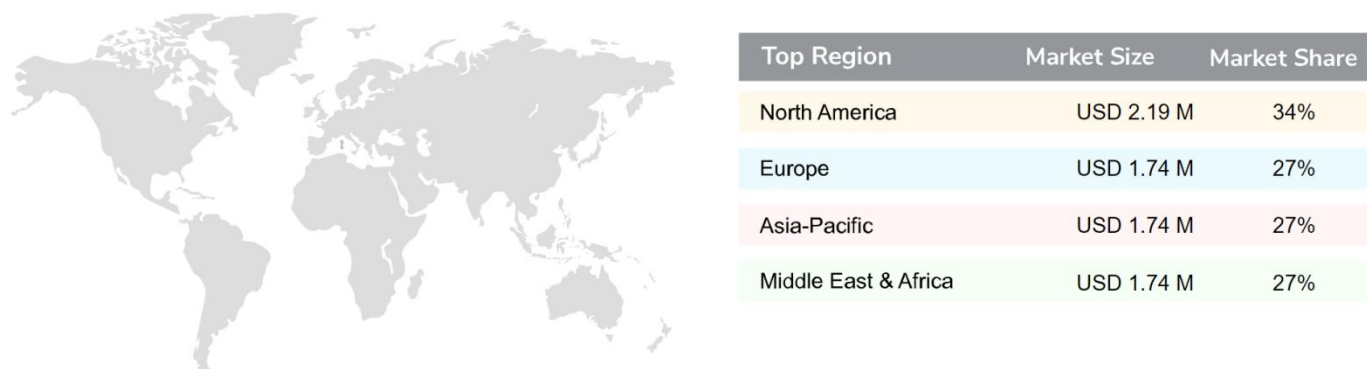 Top Region Market Size Market Share
North America USD 2.19 M 34%
Europe USD 1.74 M 27%
Asia-Pacific USD 1.74 M 27%
Middle East & Africa USD 1.74 M 27%